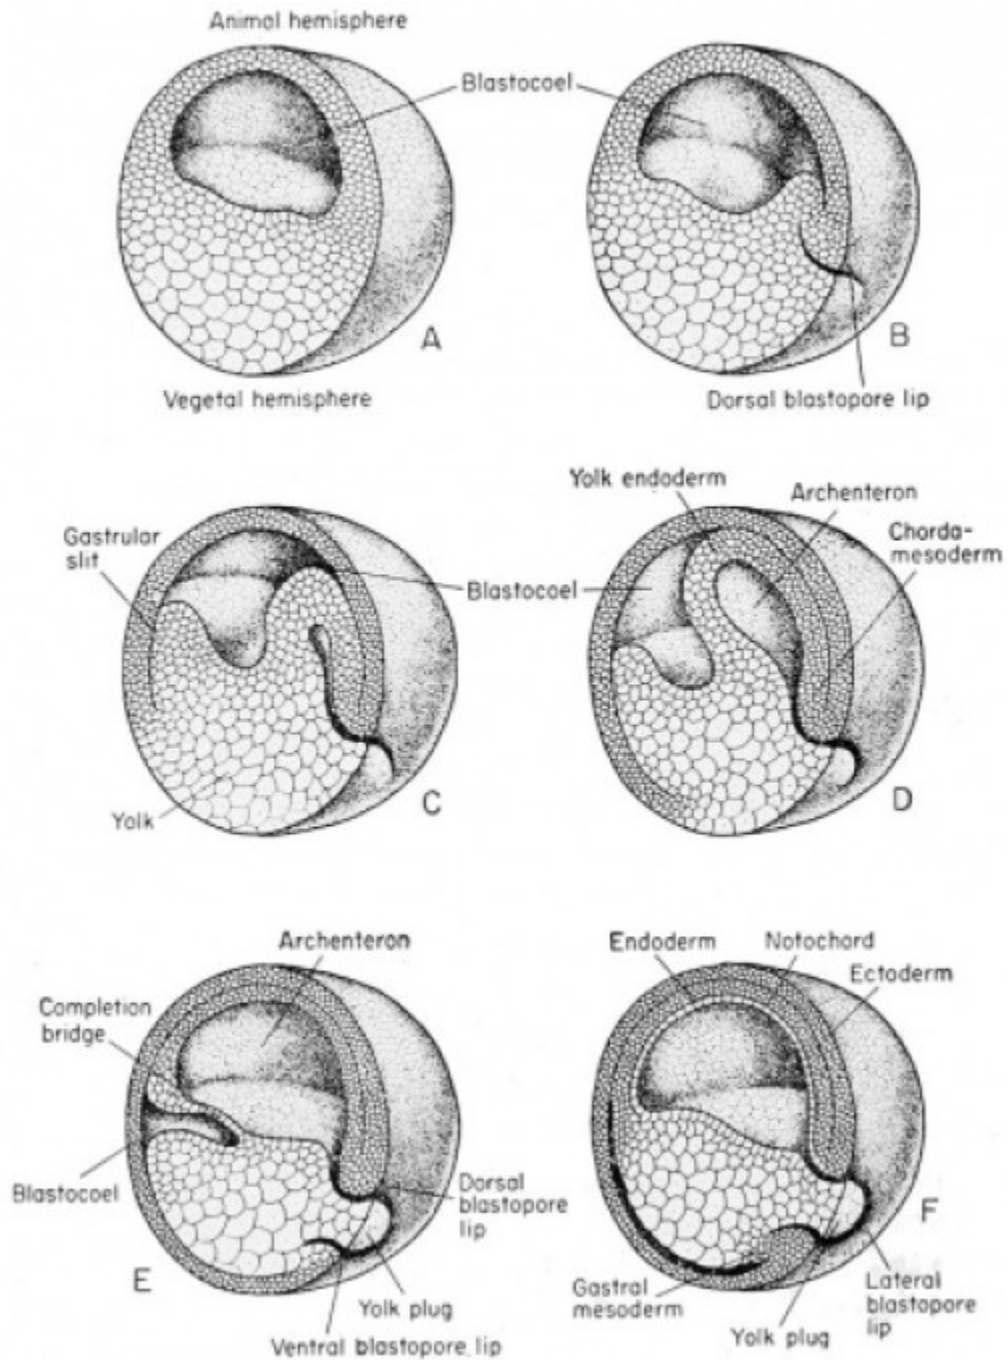 Animal hemisphere
Blastocoel
A
B
Vegetal hemisphere
Dorsal blastopore lip
Yolk endoderm
Archenteron
Gastrular
slit
Chorda-
mesoderm
Blastocoel
C
D
Yolk
Archenteron
Endoderm
Notochord
Ectoderm
Completion
bridge
Blastocoel
Dorsal
blastopore
lip
E
F
Yolk plug
Ventral blastopore lip
Gastral
mesoderm
Yolk plug
Lateral
blastopore
lip